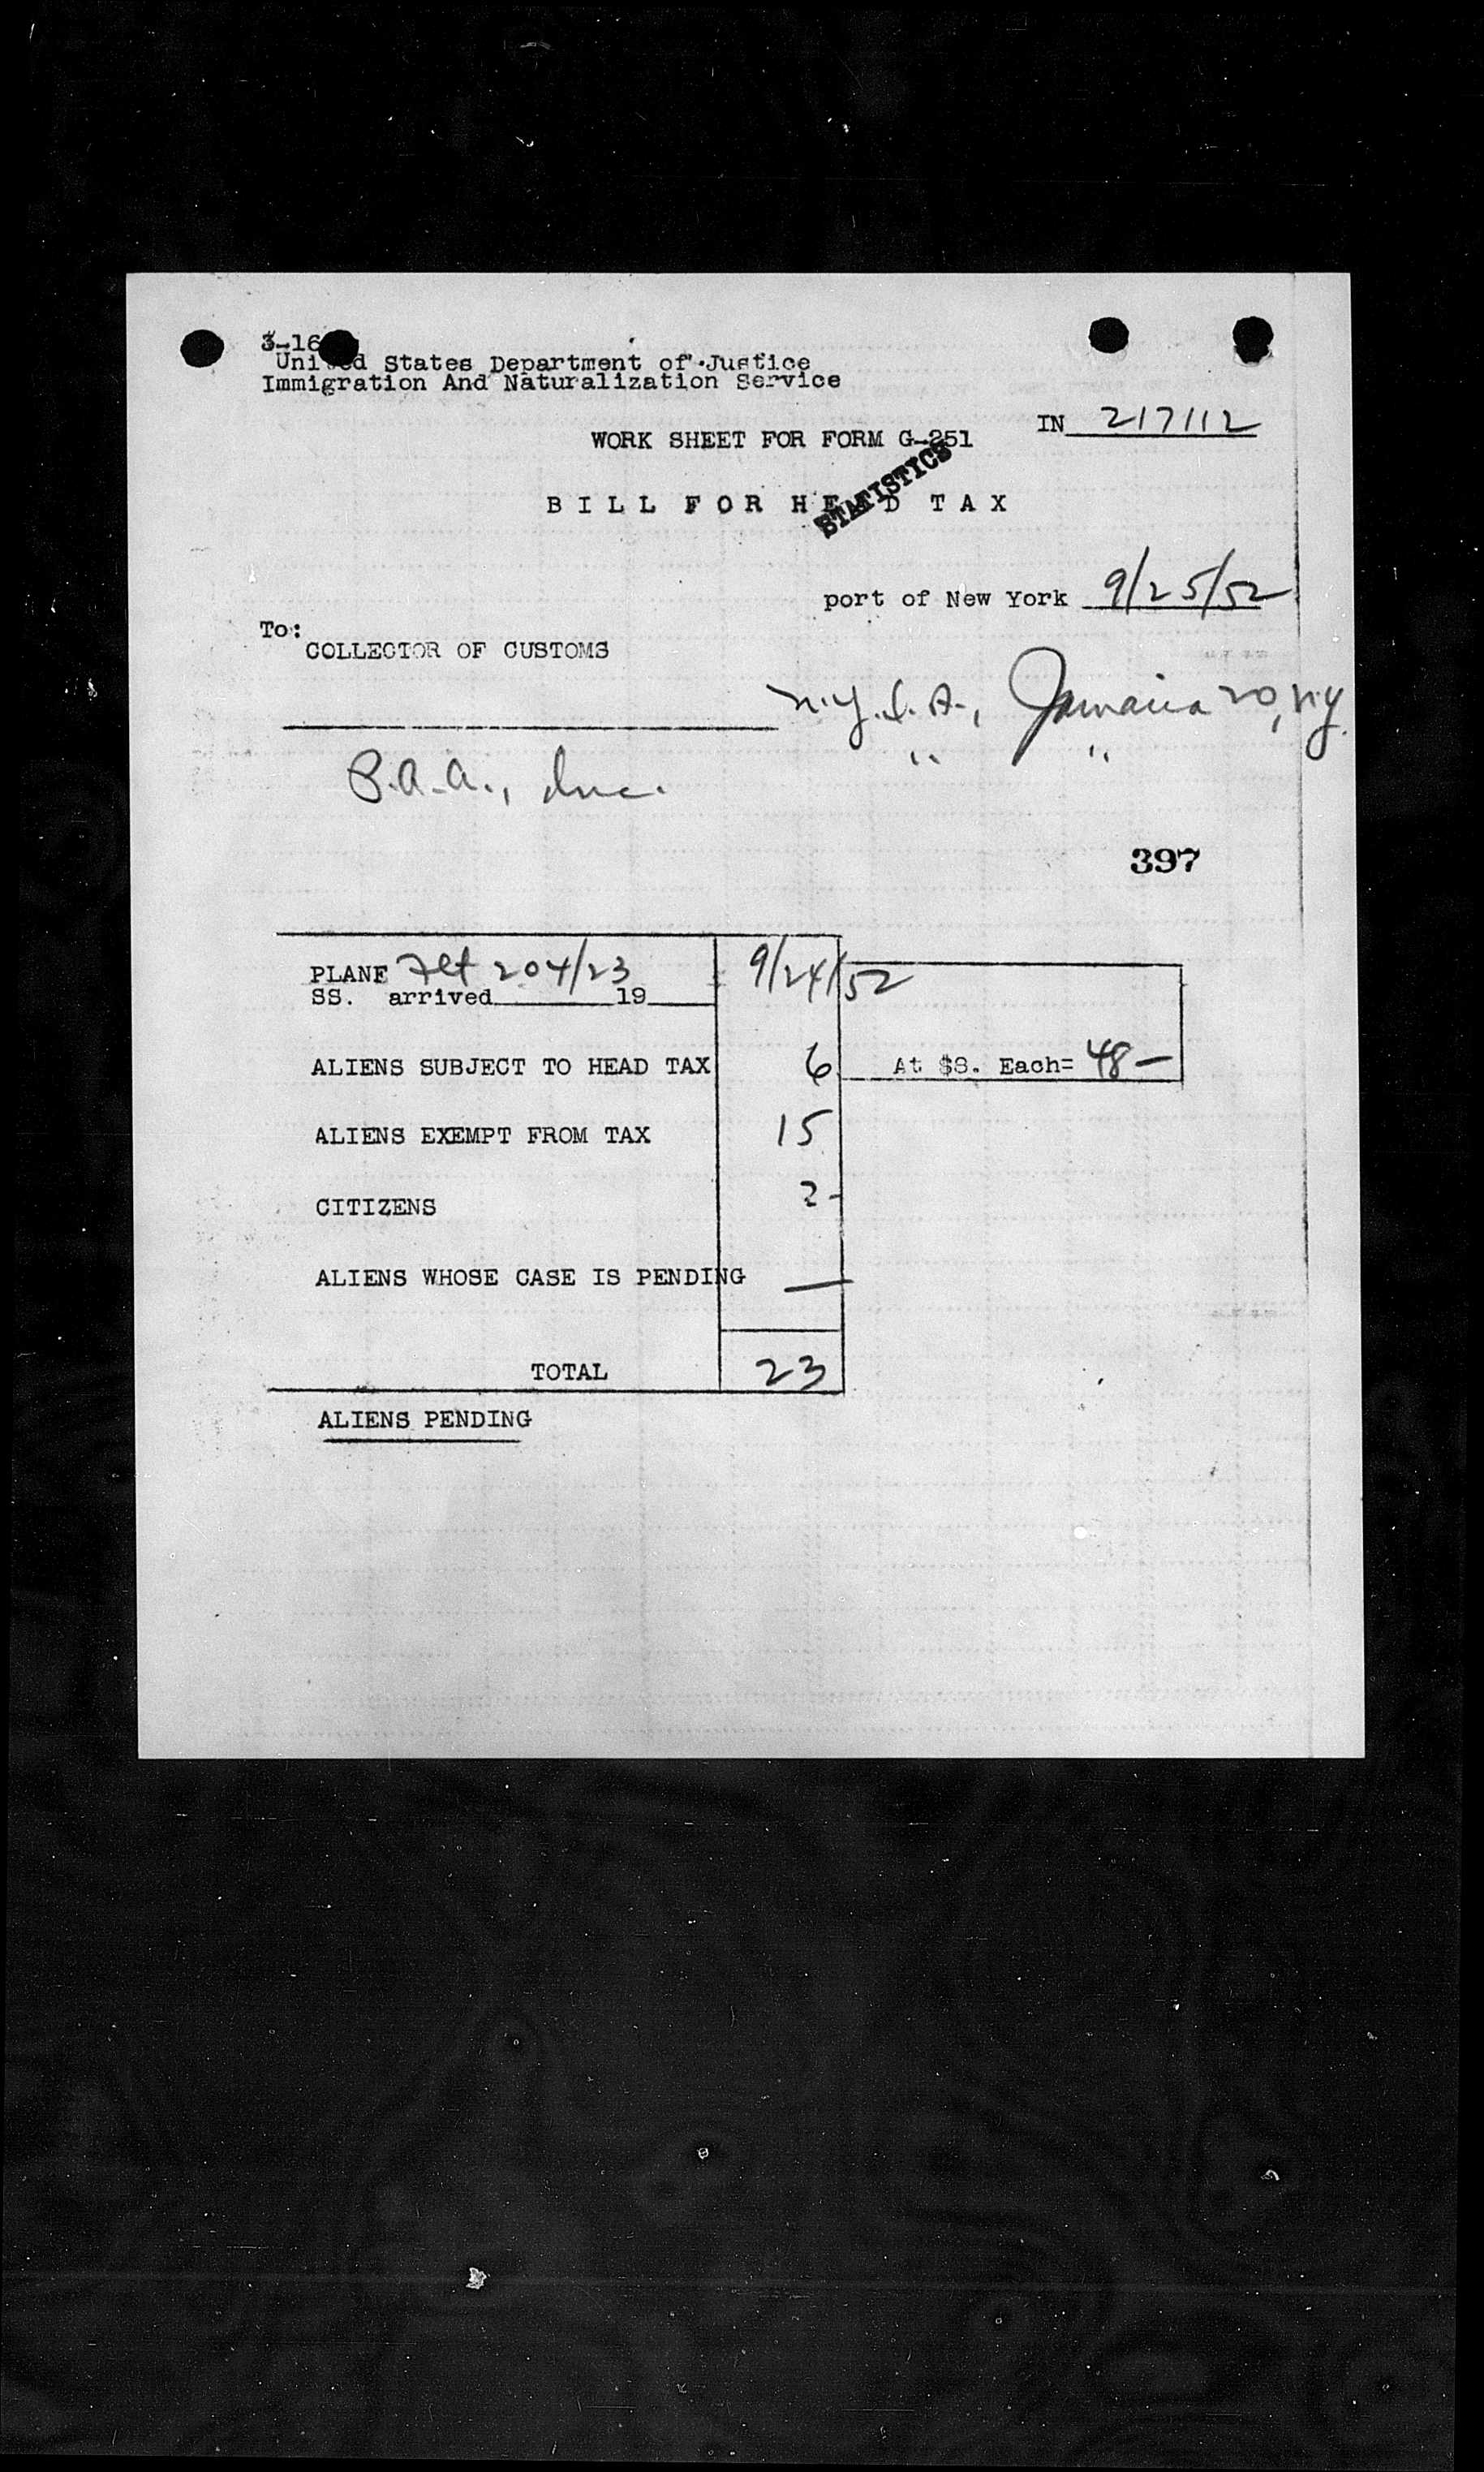 3-16
United States Department of Justice
Immigration And Naturalization Service
IN 217112
WORK SHEET FOR FORM G-251
STATISTICS
BILL FOR HEAD TAX
port of New York 9/25/52
To:
COLLECTOR OF CUSTOMS
N.Y.I.A., Jamaica 20, N.Y.
" "
P.A.A., Inc.
397
PLANE Flt 204/23 9/24/52
SS. arrived 19
ALIENS SUBJECT TO HEAD TAX 6 At $8. Each= 48—
ALIENS EXEMPT FROM TAX 15
CITIZENS 2
ALIENS WHOSE CASE IS PENDING —
TOTAL 23
ALIENS PENDING